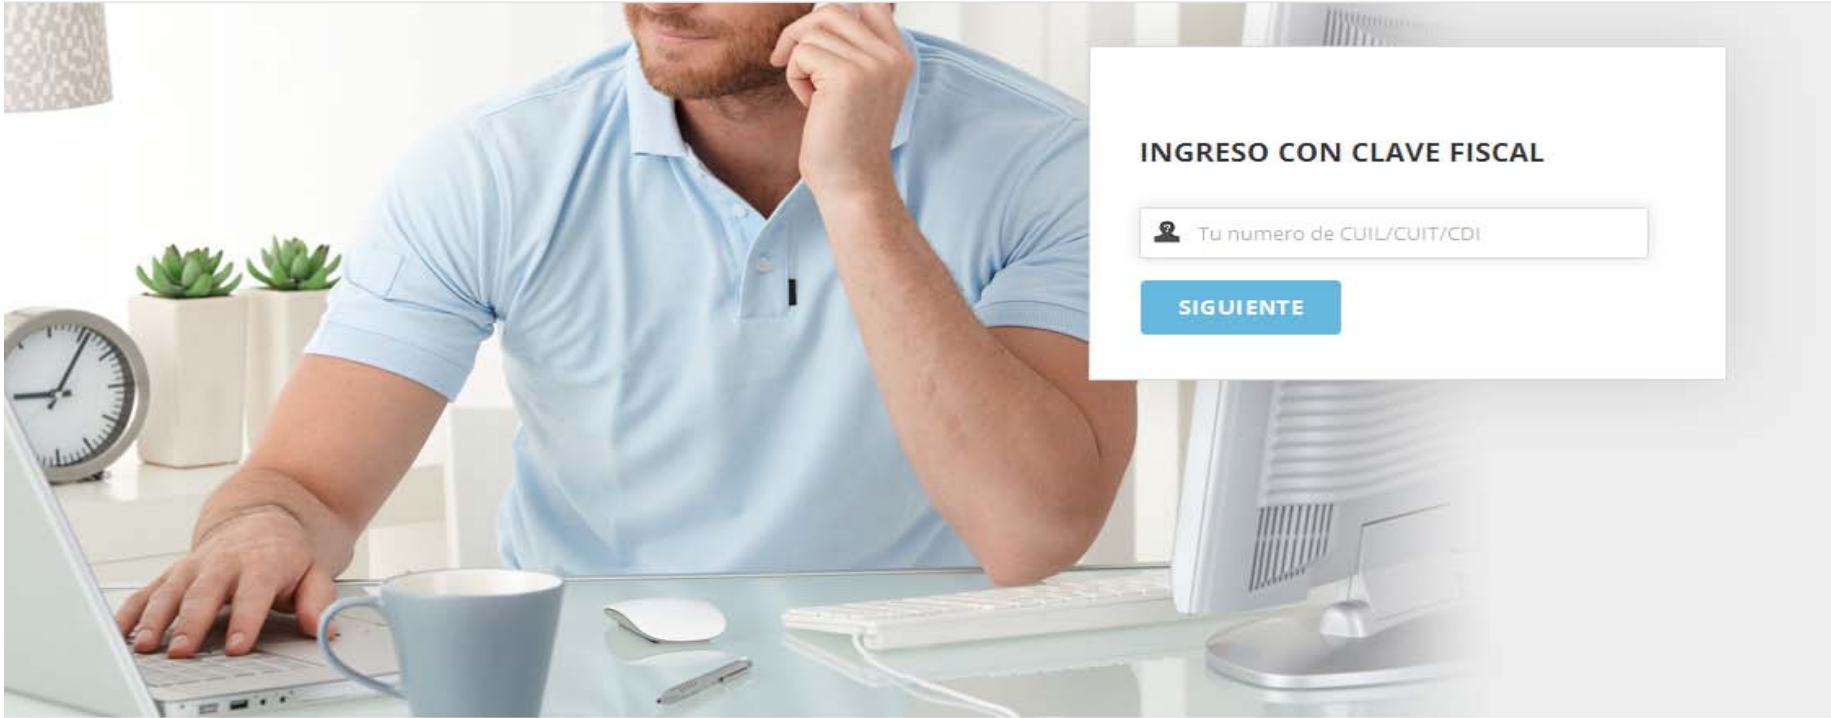 INGRESO CON CLAVE FISCAL
Tu numero de CUIL/CUIT/CDI
SIGUIENTE